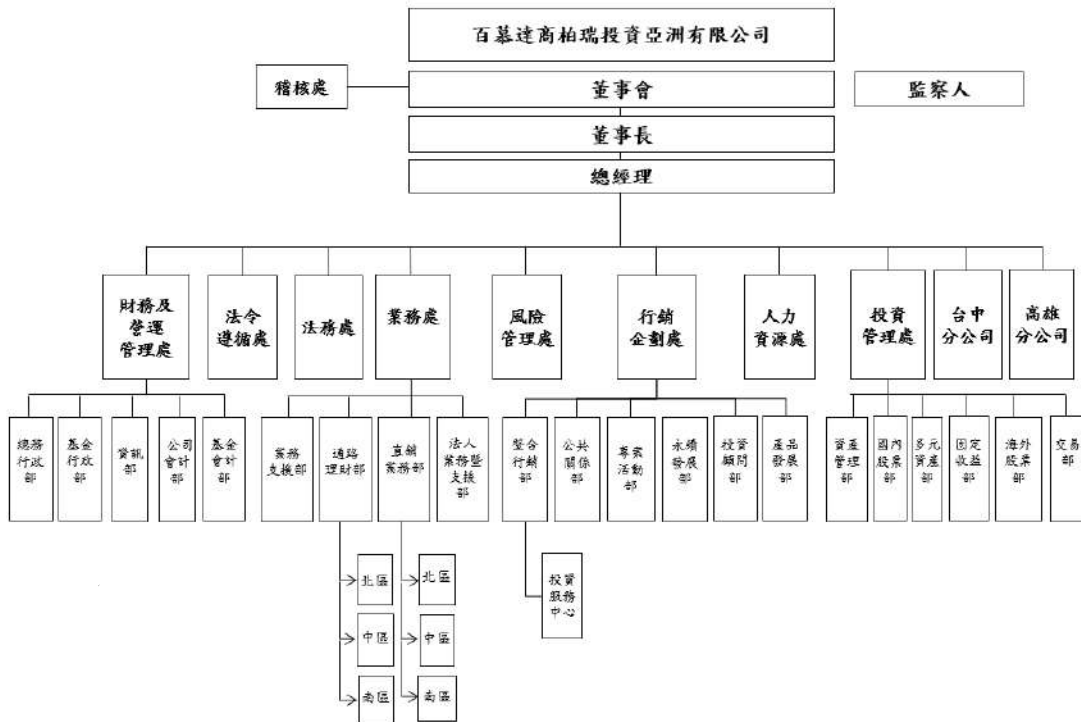 百慕達商柏瑞投資亞洲有限公司
稽核處
董事會
監察人
董事長
總經理
財務及
營運
管理處
法令
遵循處
法務處
業務處
風險
管理處
行銷
企劃處
人力
資源處
投資
管理處
台中
分公司
高雄
分公司
總務
行政
部
基金
行政
部
資訊
部
公司
會計
部
基金
會計
部
業務
支援部
通路
理財部
直銷
業務部
法人
業務暨
支援
部
整合
行銷
部
公共
關係
部
專案
活動
部
永續
發展
部
投資
顧問
部
產品
發展
部
資產
管理
部
國內
股票
部
多元
資產
部
固定
收益
部
海外
股票
部
交易
部
北區
中區
南區
北區
中區
南區
投資
服務
中心